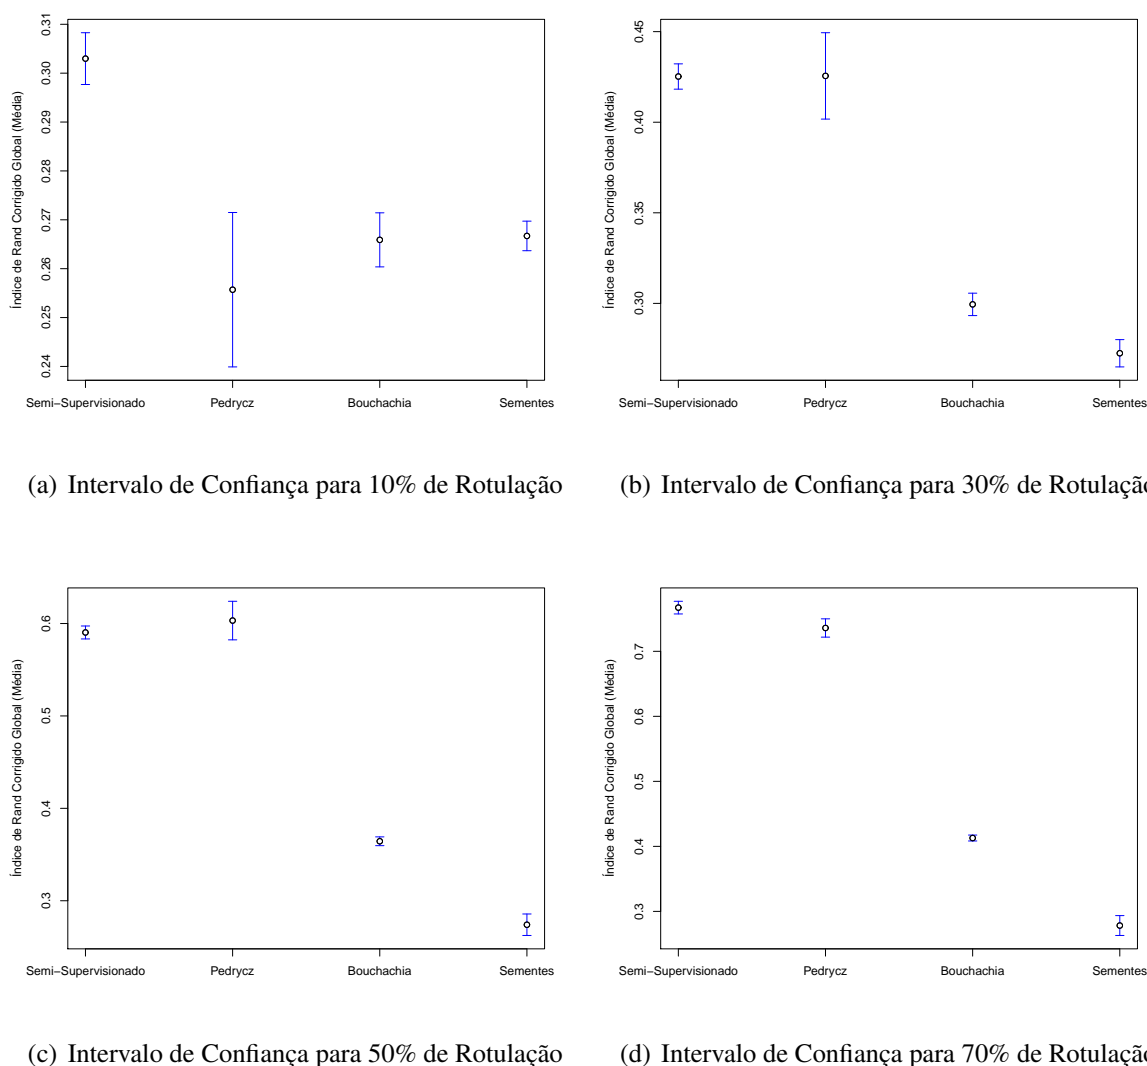 Índice de Rand Corrigido Global (Média)
0.31
0.30
0.29
0.28
0.27
0.26
0.25
0.24
Semi−Supervisionado Pedrycz Bouchachia Sementes
(a) Intervalo de Confiança para 10% de Rotulação
Índice de Rand Corrigido Global (Média)
0.45
0.40
0.35
0.30
Semi−Supervisionado Pedrycz Bouchachia Sementes
(b) Intervalo de Confiança para 30% de Rotulação
Índice de Rand Corrigido Global (Média)
0.6
0.5
0.4
0.3
Semi−Supervisionado Pedrycz Bouchachia Sementes
(c) Intervalo de Confiança para 50% de Rotulação
Índice de Rand Corrigido Global (Média)
0.7
0.6
0.5
0.4
0.3
Semi−Supervisionado Pedrycz Bouchachia Sementes
(d) Intervalo de Confiança para 70% de Rotulação